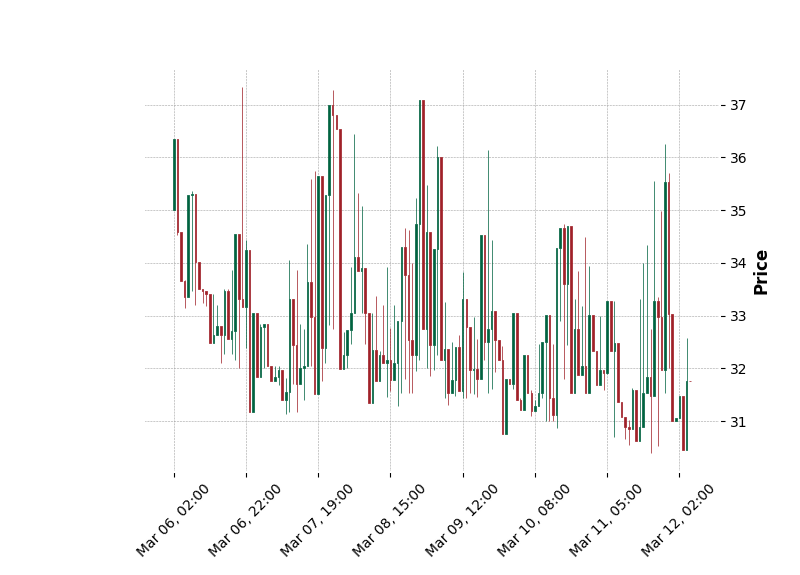 37
36
35
34
33
32
31
Price
Mar 06, 02:00
Mar 06, 22:00
Mar 07, 19:00
Mar 08, 15:00
Mar 09, 12:00
Mar 10, 08:00
Mar 11, 05:00
Mar 12, 02:00